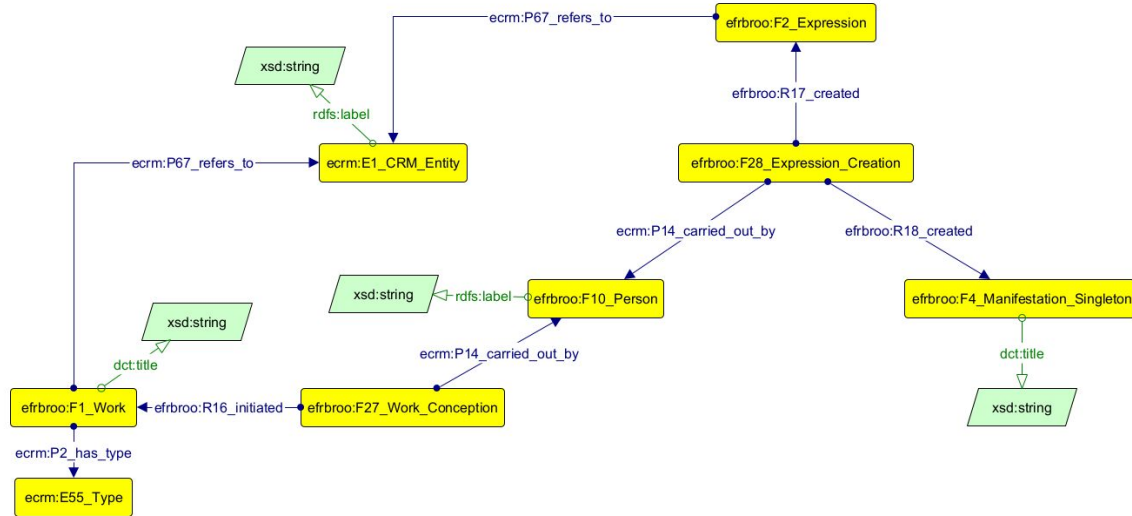 ecrm:P67_refers_to
efrbroo:F2_Expression
xsd:string
efrbroo:R17_created
rdfs:label
ecrm:P67_refers_to
ecrm:E1_CRM_Entity
efrbroo:F28_Expression_Creation
ecrm:P14_carried_out_by
efrbroo:R18_created
xsd:string
rdfs:label
efrbroo:F10_Person
efrbroo:F4_Manifestation_Singleton
xsd:string
ecrm:P14_carried_out_by
dct:title
dct:title
efrbroo:F1_Work
efrbroo:R16_initiated
efrbroo:F27_Work_Conception
xsd:string
ecrm:P2_has_type
ecrm:E55_Type